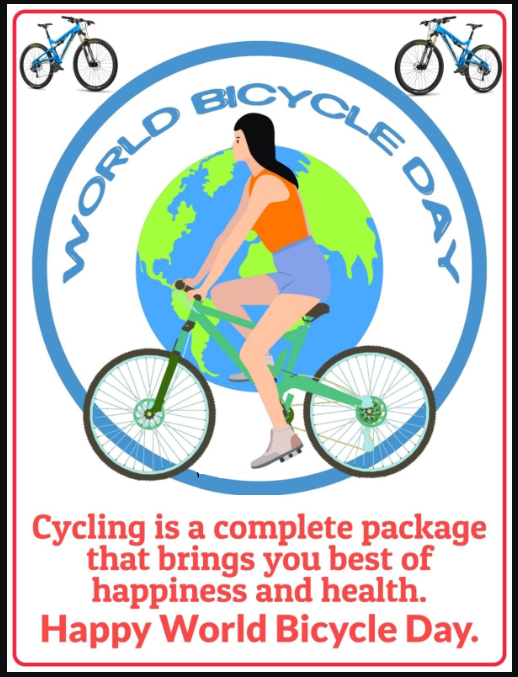 WORLD BICYCLE DAY
Cycling is a complete package
that brings you best of
happiness and health.
Happy World Bicycle Day.